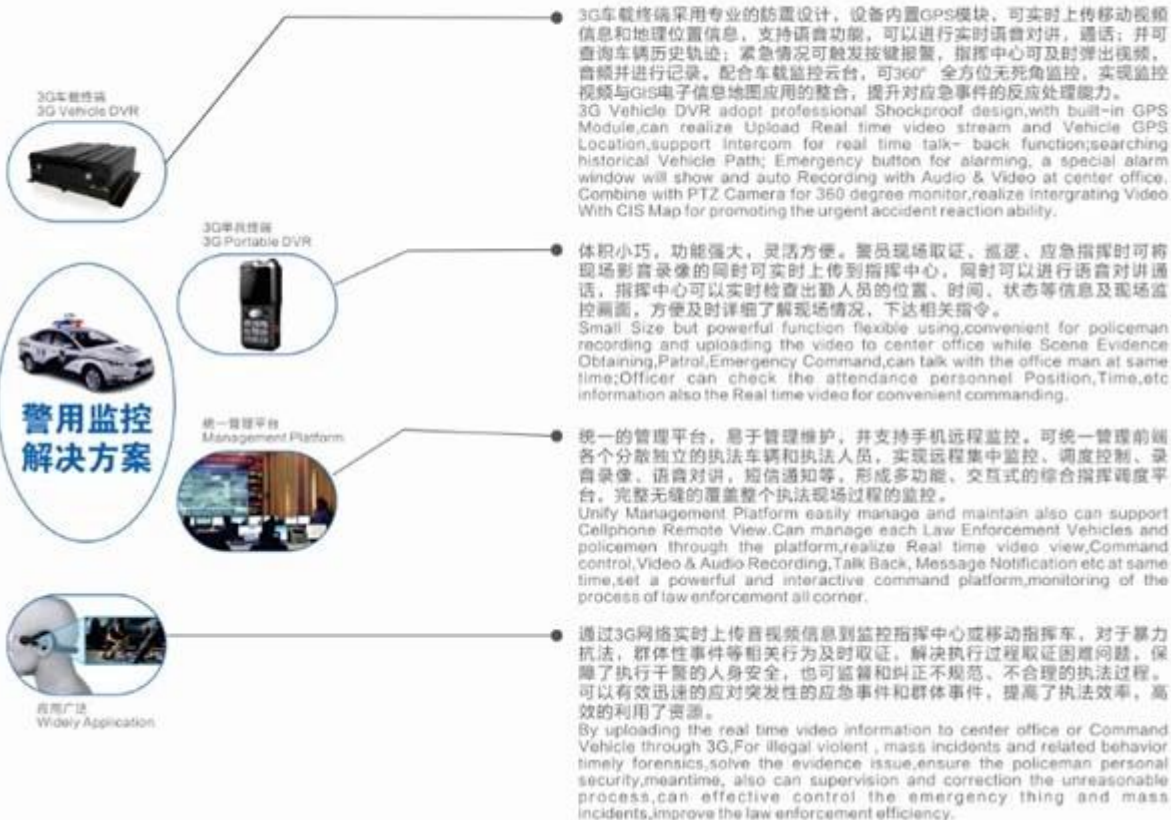 3G车载终端
3G Vehicle DVR
3G车载终端采用专业的防震设计，设备内置GPS模块，可实时上传移动视频
信息和地理位置信息，支持语音功能，可以进行实时语音对讲，通话；并可
查询车辆历史轨迹；紧急情况可触发按键报警，指挥中心可及时弹出视频，
音频并进行记录。配合车载监控云台，可360° 全方位无死角监控，实现监控
视频与GIS电子信息地图应用的整合，提升对应急事件的反应处理能力。
3G Vehicle DVR adopt professional Shockproof design,with built-in GPS
Module,can realize Upload Real time video stream and Vehicle GPS
Location,support Intercom for real time talk- back function;searching
historical Vehicle Path; Emergency button for alarming, a special alarm
window will show and auto Recording with Audio & Video at center office.
Combine with PTZ Camera for 360 degree monitor,realize Intergrating Video
With CIS Map for promoting the urgent accident reaction ability.
3G单兵终端
3G Portable DVR
体积小巧，功能强大，灵活方便。警员现场取证、巡逻、应急指挥时可将
现场影音录像的同时可实时上传到指挥中心，同时可以进行语音对讲通
话，指挥中心可以实时检查出勤人员的位置、时间、状态等信息及现场监
控画面，方便及时详细了解现场情况，下达相关指令。
Small Size but powerful function flexible using,convenient for policeman
recording and uploading the video to center office while Scene Evidence
Obtaining,Patrol,Emergency Command,can talk with the office man at same
time;Officer can check the attendance personnel Position,Time,etc
information also the Real time video for convenient commanding.
警用监控
解决方案
统一管理平台
Management Platform
统一的管理平台，易于管理维护，并支持手机远程监控。可统一管理前端
各个分散独立的执法车辆和执法人员，实现远程集中监控、调度控制、录
音录像、语音对讲，短信通知等，形成多功能、交互式的综合指挥调度平
台。完整无缝的覆盖整个执法现场过程的监控。
Unify Management Platform easily manage and maintain also can support
Cellphone Remote View.Can manage each Law Enforcement Vehicles and
policemen through the platform,realize Real time video view,Command
control,Video & Audio Recording,Talk Back, Message Notification etc at same
time,set a powerful and interactive command platform,monitoring of the
process of law enforcement all corner.
应用广泛
Widely Application
通过3G网络实时上传音视频信息到监控指挥中心或移动指挥车，对于暴力
抗法，群体性事件等相关行为及时取证，解决执行过程取证困难问题，保
障了执行干警的人身安全，也可监督和纠正不规范、不合理的执法过程。
可以有效迅速的应对突发性的应急事件和群体事件，提高了执法效率，高
效的利用了资源。
By uploading the real time video information to center office or Command
Vehicle through 3G,For illegal violent , mass incidents and related behavior
timely forensics,solve the evidence issue,ensure the policeman personal
security,meantime, also can supervision and correction the unreasonable
process,can effective control the emergency thing and mass
incidents,improve the law enforcement efficiency.